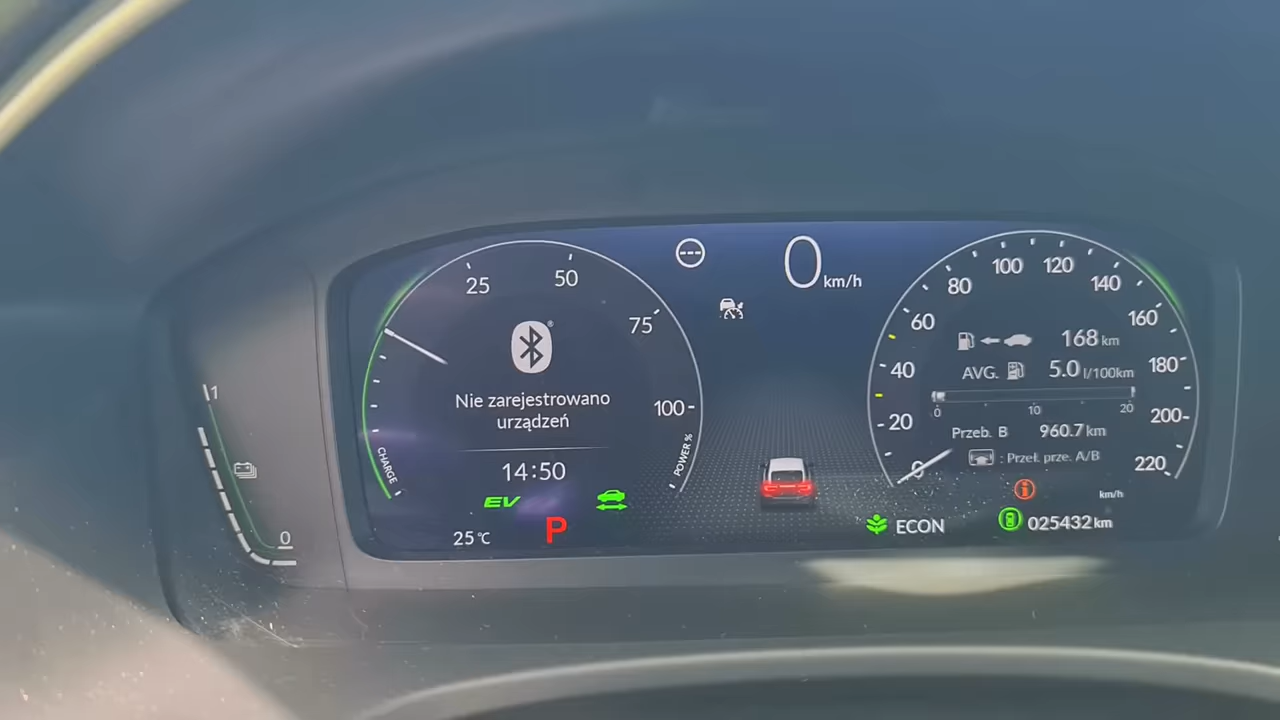 1
0
25
50
75
100
CHARGE
POWER %
®
Nie zarejestrowano
urządzeń
14:50
EV
25 °C
P
0 km/h
0
20
40
60
80
100
120
140
160
180
200
220
168 km
AVG. 5.0 l/100km
0 10 20
Przeb. B 960.7 km
: Przeł. prze. A/B
km/h
ECON
025432 km